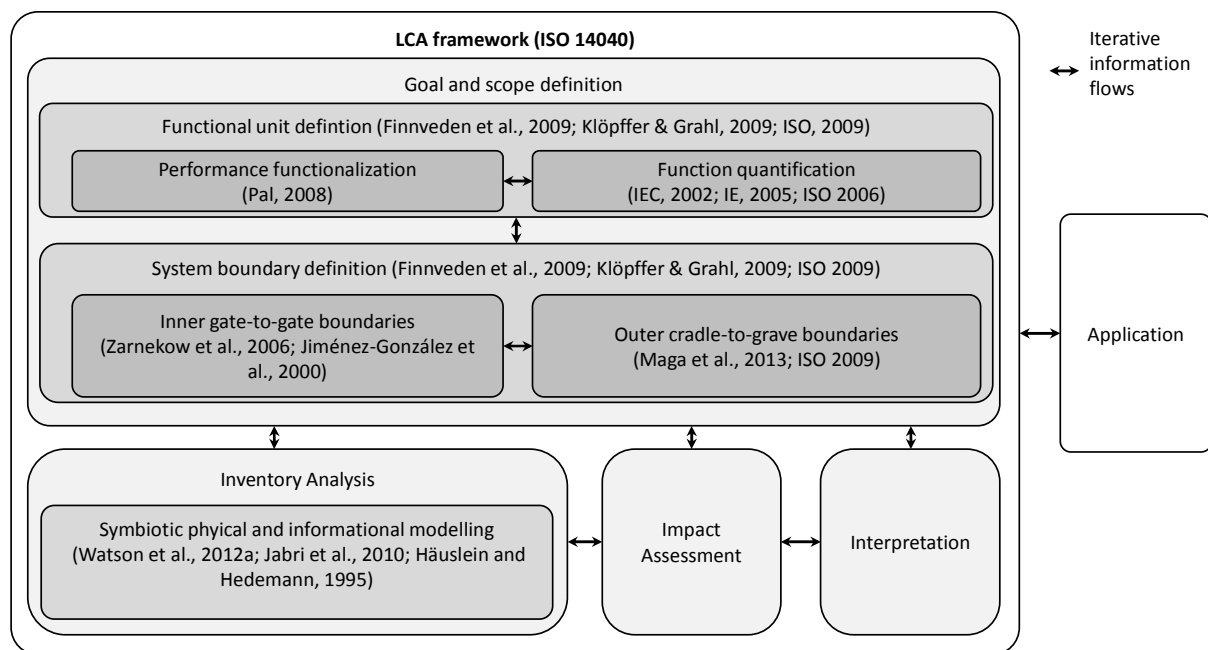 LCA framework (ISO 14040)
Goal and scope definition
Functional unit defintion (Finnveden et al., 2009; Klöpffer & Grahl, 2009; ISO, 2009)
Performance functionalization
(Pal, 2008)
Function quantification
(IEC, 2002; IE, 2005; ISO 2006)
System boundary definition (Finnveden et al., 2009; Klöpffer & Grahl, 2009; ISO 2009)
Inner gate-to-gate boundaries
(Zarnekow et al., 2006; Jiménez-González et
al., 2000)
Outer cradle-to-grave boundaries
(Maga et al., 2013; ISO 2009)
Inventory Analysis
Symbiotic phyical and informational modelling
(Watson et al., 2012a; Jabri et al., 2010; Häuslein and
Hedemann, 1995)
Impact
Assessment
Interpretation
Application
Iterative
information
flows